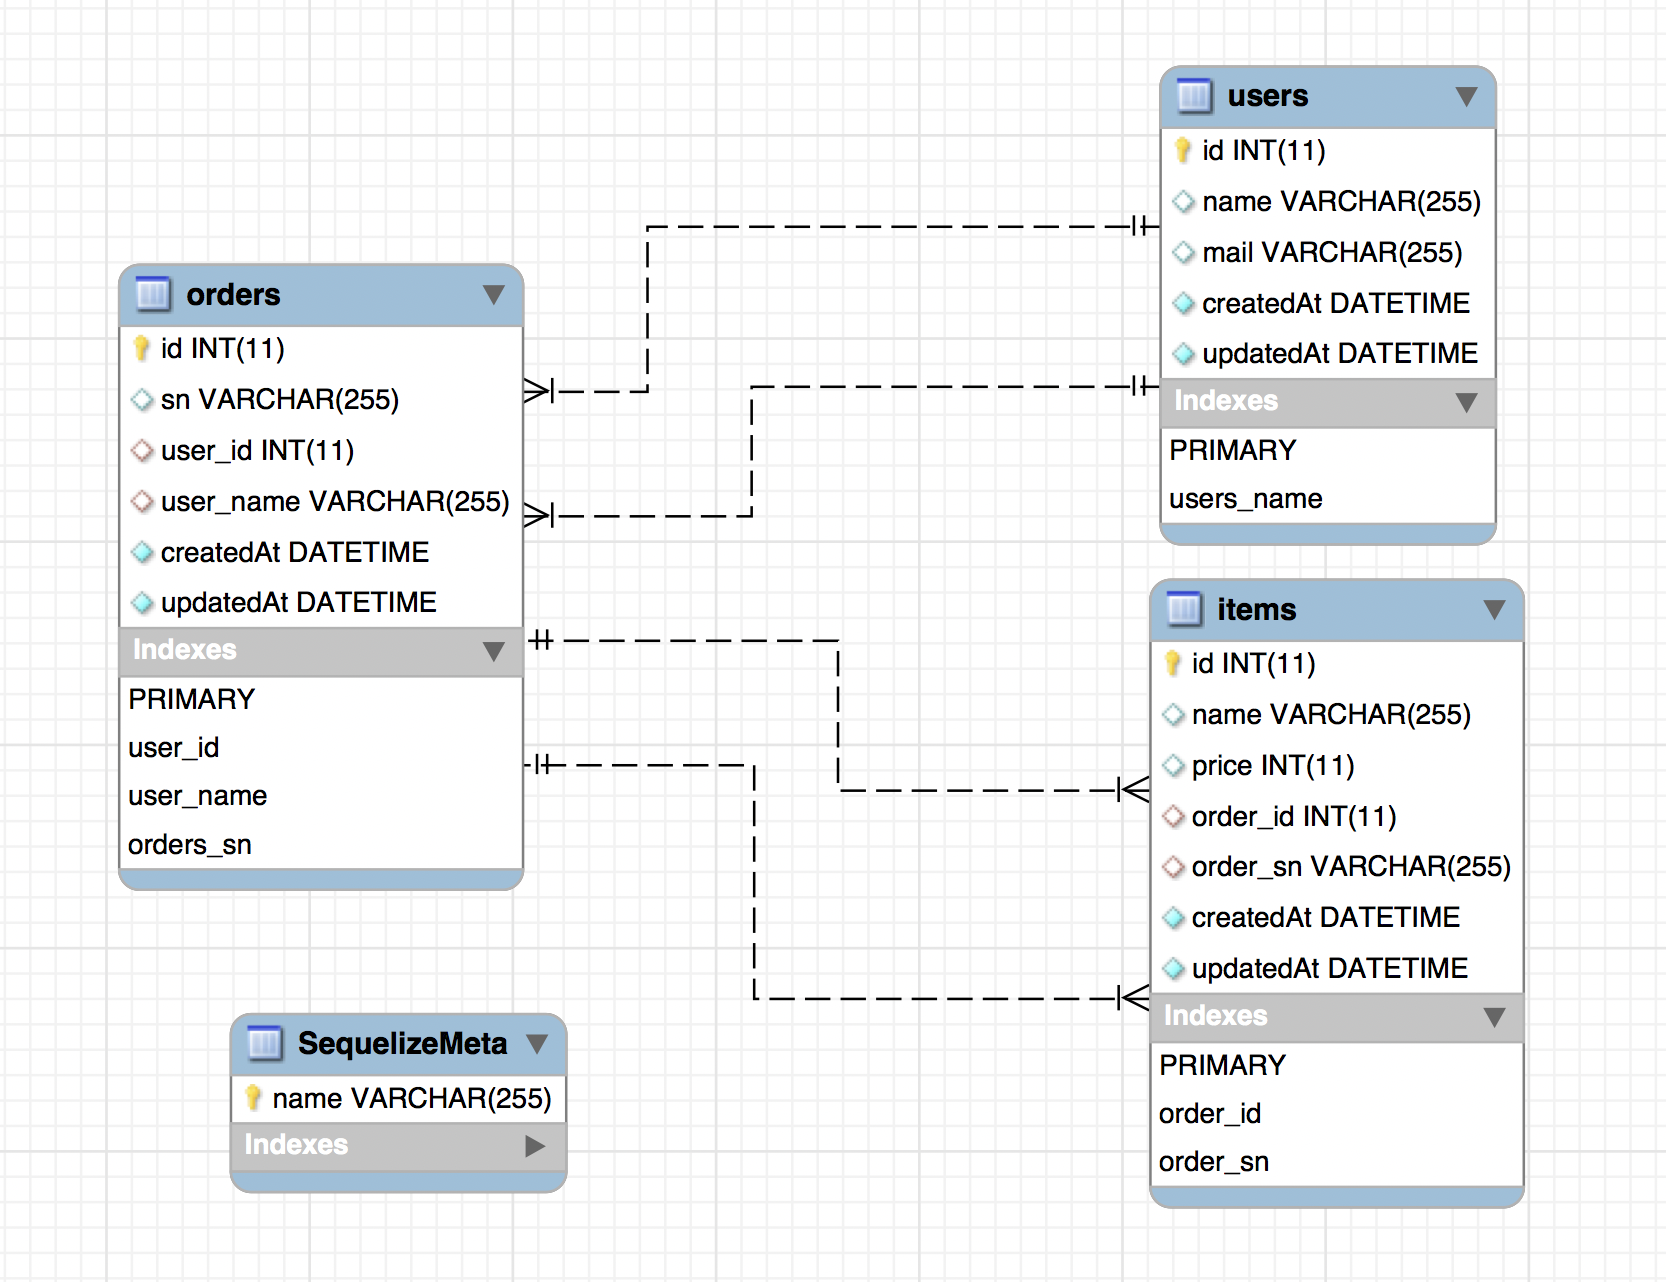 users
id INT(11)
name VARCHAR(255)
mail VARCHAR(255)
createdAt DATETIME
updatedAt DATETIME
Indexes
PRIMARY
users_name
orders
id INT(11)
sn VARCHAR(255)
user_id INT(11)
user_name VARCHAR(255)
createdAt DATETIME
updatedAt DATETIME
Indexes
PRIMARY
user_id
user_name
orders_sn
items
id INT(11)
name VARCHAR(255)
price INT(11)
order_id INT(11)
order_sn VARCHAR(255)
createdAt DATETIME
updatedAt DATETIME
Indexes
PRIMARY
order_id
order_sn
SequelizeMeta
name VARCHAR(255)
Indexes